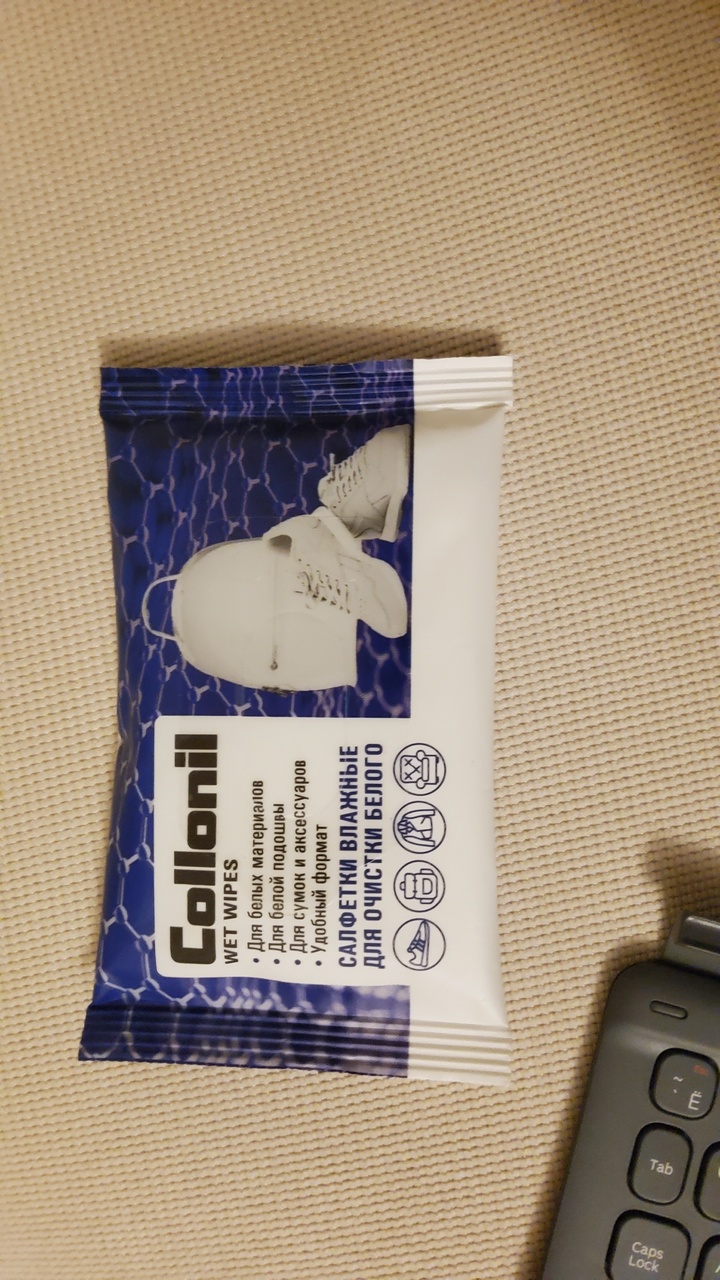 Collonil
WET WIPES
• Для белых материалов
• Для белой подошвы
• Для сумок и аксессуаров
• Удобный формат
САЛФЕТКИ ВЛАЖНЫЕ
ДЛЯ ОЧИСТКИ БЕЛОГО
~
Ё
Tab
Caps
Lock